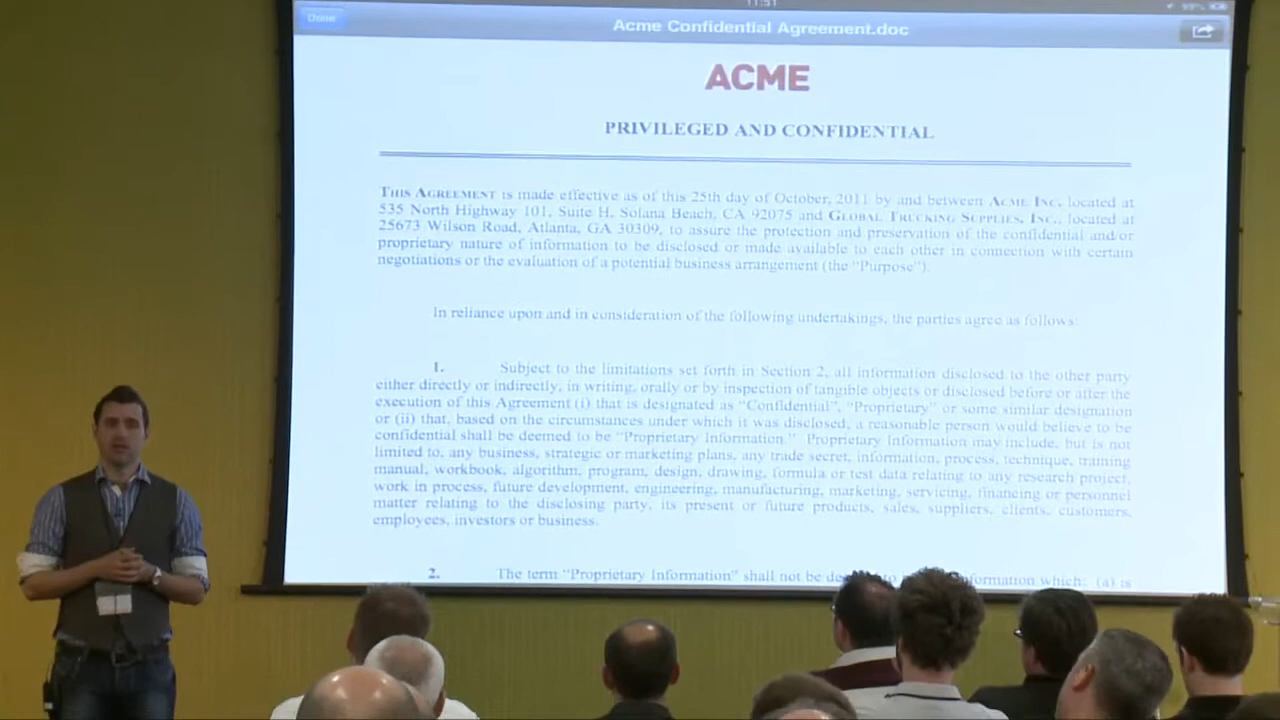 11:51
99%
Done
Acme Confidential Agreement.doc
ACME
PRIVILEGED AND CONFIDENTIAL
THIS AGREEMENT is made effective as of this 25th day of October, 2011 by and between ACME INC. located at
535 North Highway 101, Suite H, Solana Beach, CA 92075 and GLOBAL TRUCKING SUPPLIES, INC., located at
25673 Wilson Road, Atlanta, GA 30309, to assure the protection and preservation of the confidential and/or
proprietary nature of information to be disclosed or made available to each other in connection with certain
negotiations or the evaluation of a potential business arrangement (the "Purpose").
In reliance upon and in consideration of the following undertakings, the parties agree as follows:
1. Subject to the limitations set forth in Section 2, all information disclosed to the other party
either directly or indirectly, in writing, orally or by inspection of tangible objects or disclosed before or after the
execution of this Agreement (i) that is designated as "Confidential", "Proprietary" or some similar designation
or (ii) that, based on the circumstances under which it was disclosed, a reasonable person would believe to be
confidential shall be deemed to be "Proprietary Information." Proprietary Information may include, but is not
limited to, any business, strategic or marketing plans, any trade secret, information, process, technique, training
manual, workbook, algorithm, program, design, drawing, formula or test data relating to any research project,
work in process, future development, engineering, manufacturing, marketing, servicing, financing or personnel
matter relating to the disclosing party, its present or future products, sales, suppliers, clients, customers,
employees, investors or business.
2. The term "Proprietary Information" shall not be to information which: (a) is